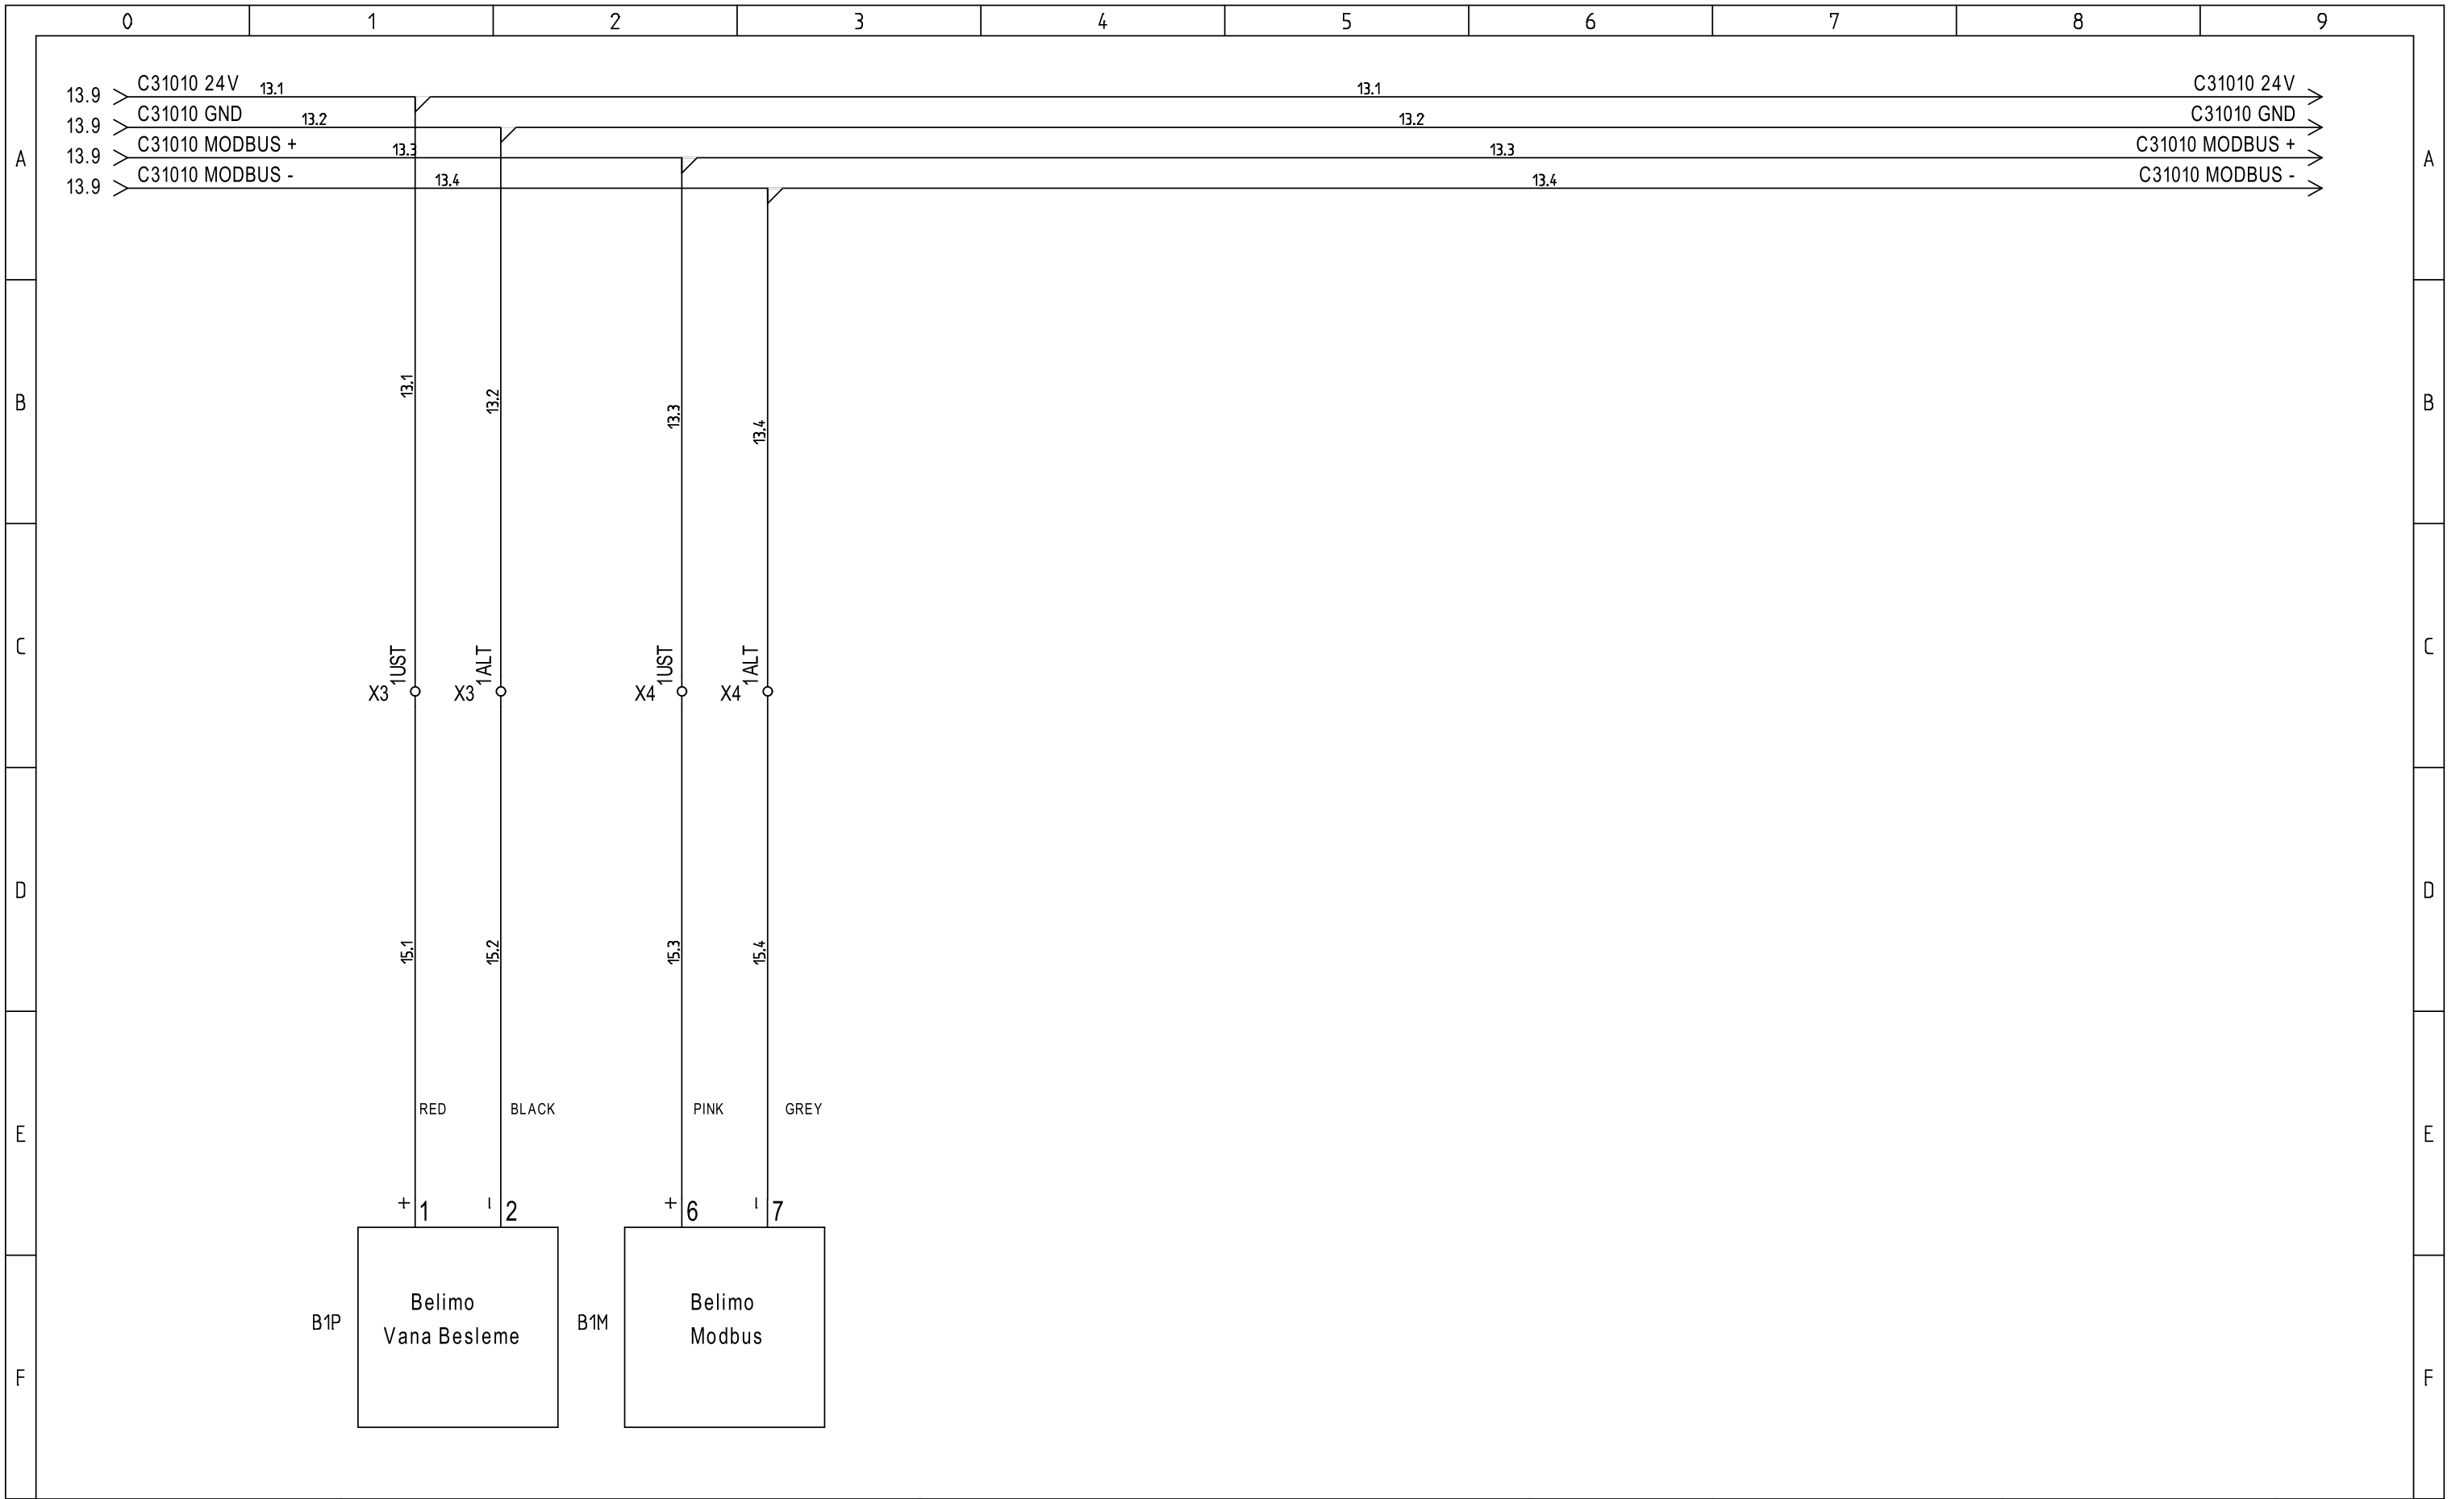 0 1 2 3 4 5 6 7 8 9
13.9 C31010 24V 13.1 13.1 C31010 24V
13.9 C31010 GND 13.2 13.2 C31010 GND
13.9 C31010 MODBUS + 13.3 13.3 C31010 MODBUS +
A A
13.9 C31010 MODBUS - 13.4 13.4 C31010 MODBUS -
13.1 13.2 13.3 13.4
B B
C C
1UST 1ALT 1UST 1ALT
X3 X3 X4 X4
D D
15.1 15.2 15.3 15.4
RED BLACK PINK GREY
E E
+ 1 - 2 + 6 - 7
Belimo Belimo
B1P B1M
Vana Besleme Modbus
F F